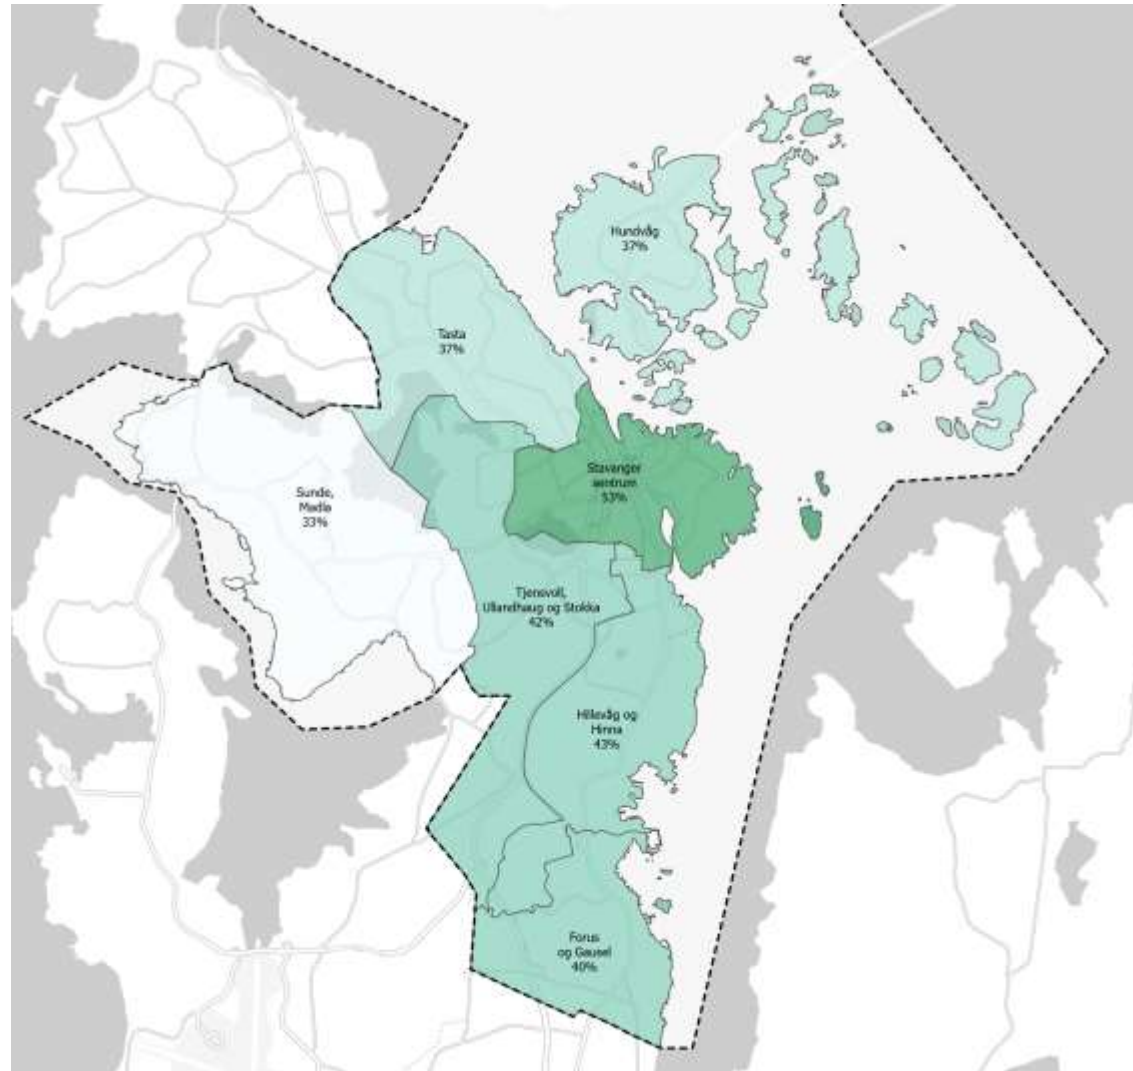 Hundvåg
37%
Tasta
37%
Stavanger
sentrum
53%
Sunde,
Madla
33%
Tjensvoll,
Ullandhaug og Stokka
42%
Hillevåg og
Hinna
43%
Forus
og Gausel
40%